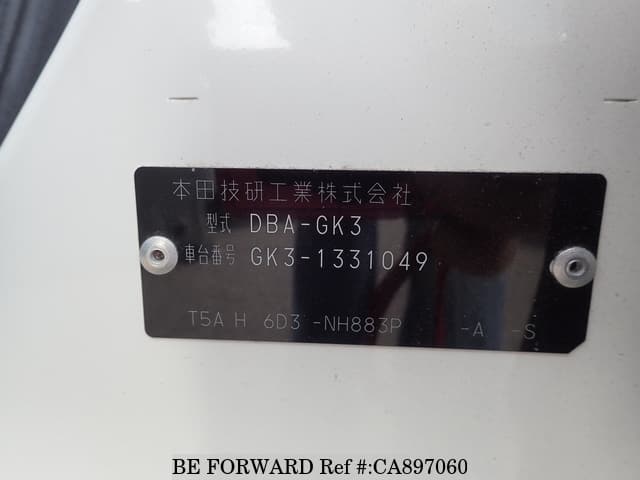 本田技研工業株式会社
型式 DBA-GK3
車台番号 GK3-1331049
T5A H 6D3 -NH883P -A -S
BE FORWARD Ref #:CA897060